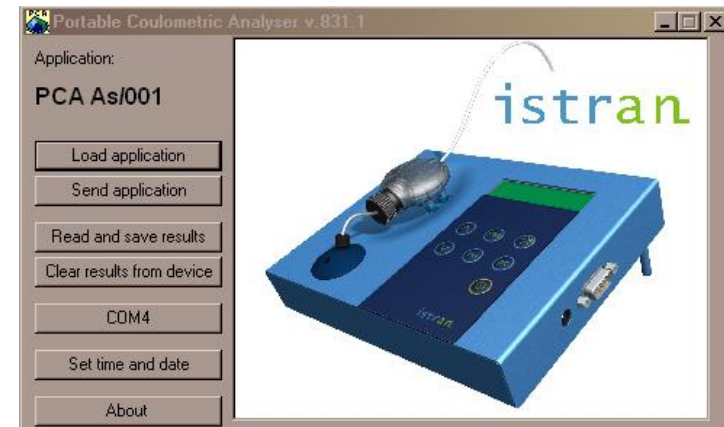 Portable Coulometric Analyser v.831.1
Application:
PCA As/001
Load application
Send application
Read and save results
Clear results from device
COM4
Set time and date
About
istran
istran